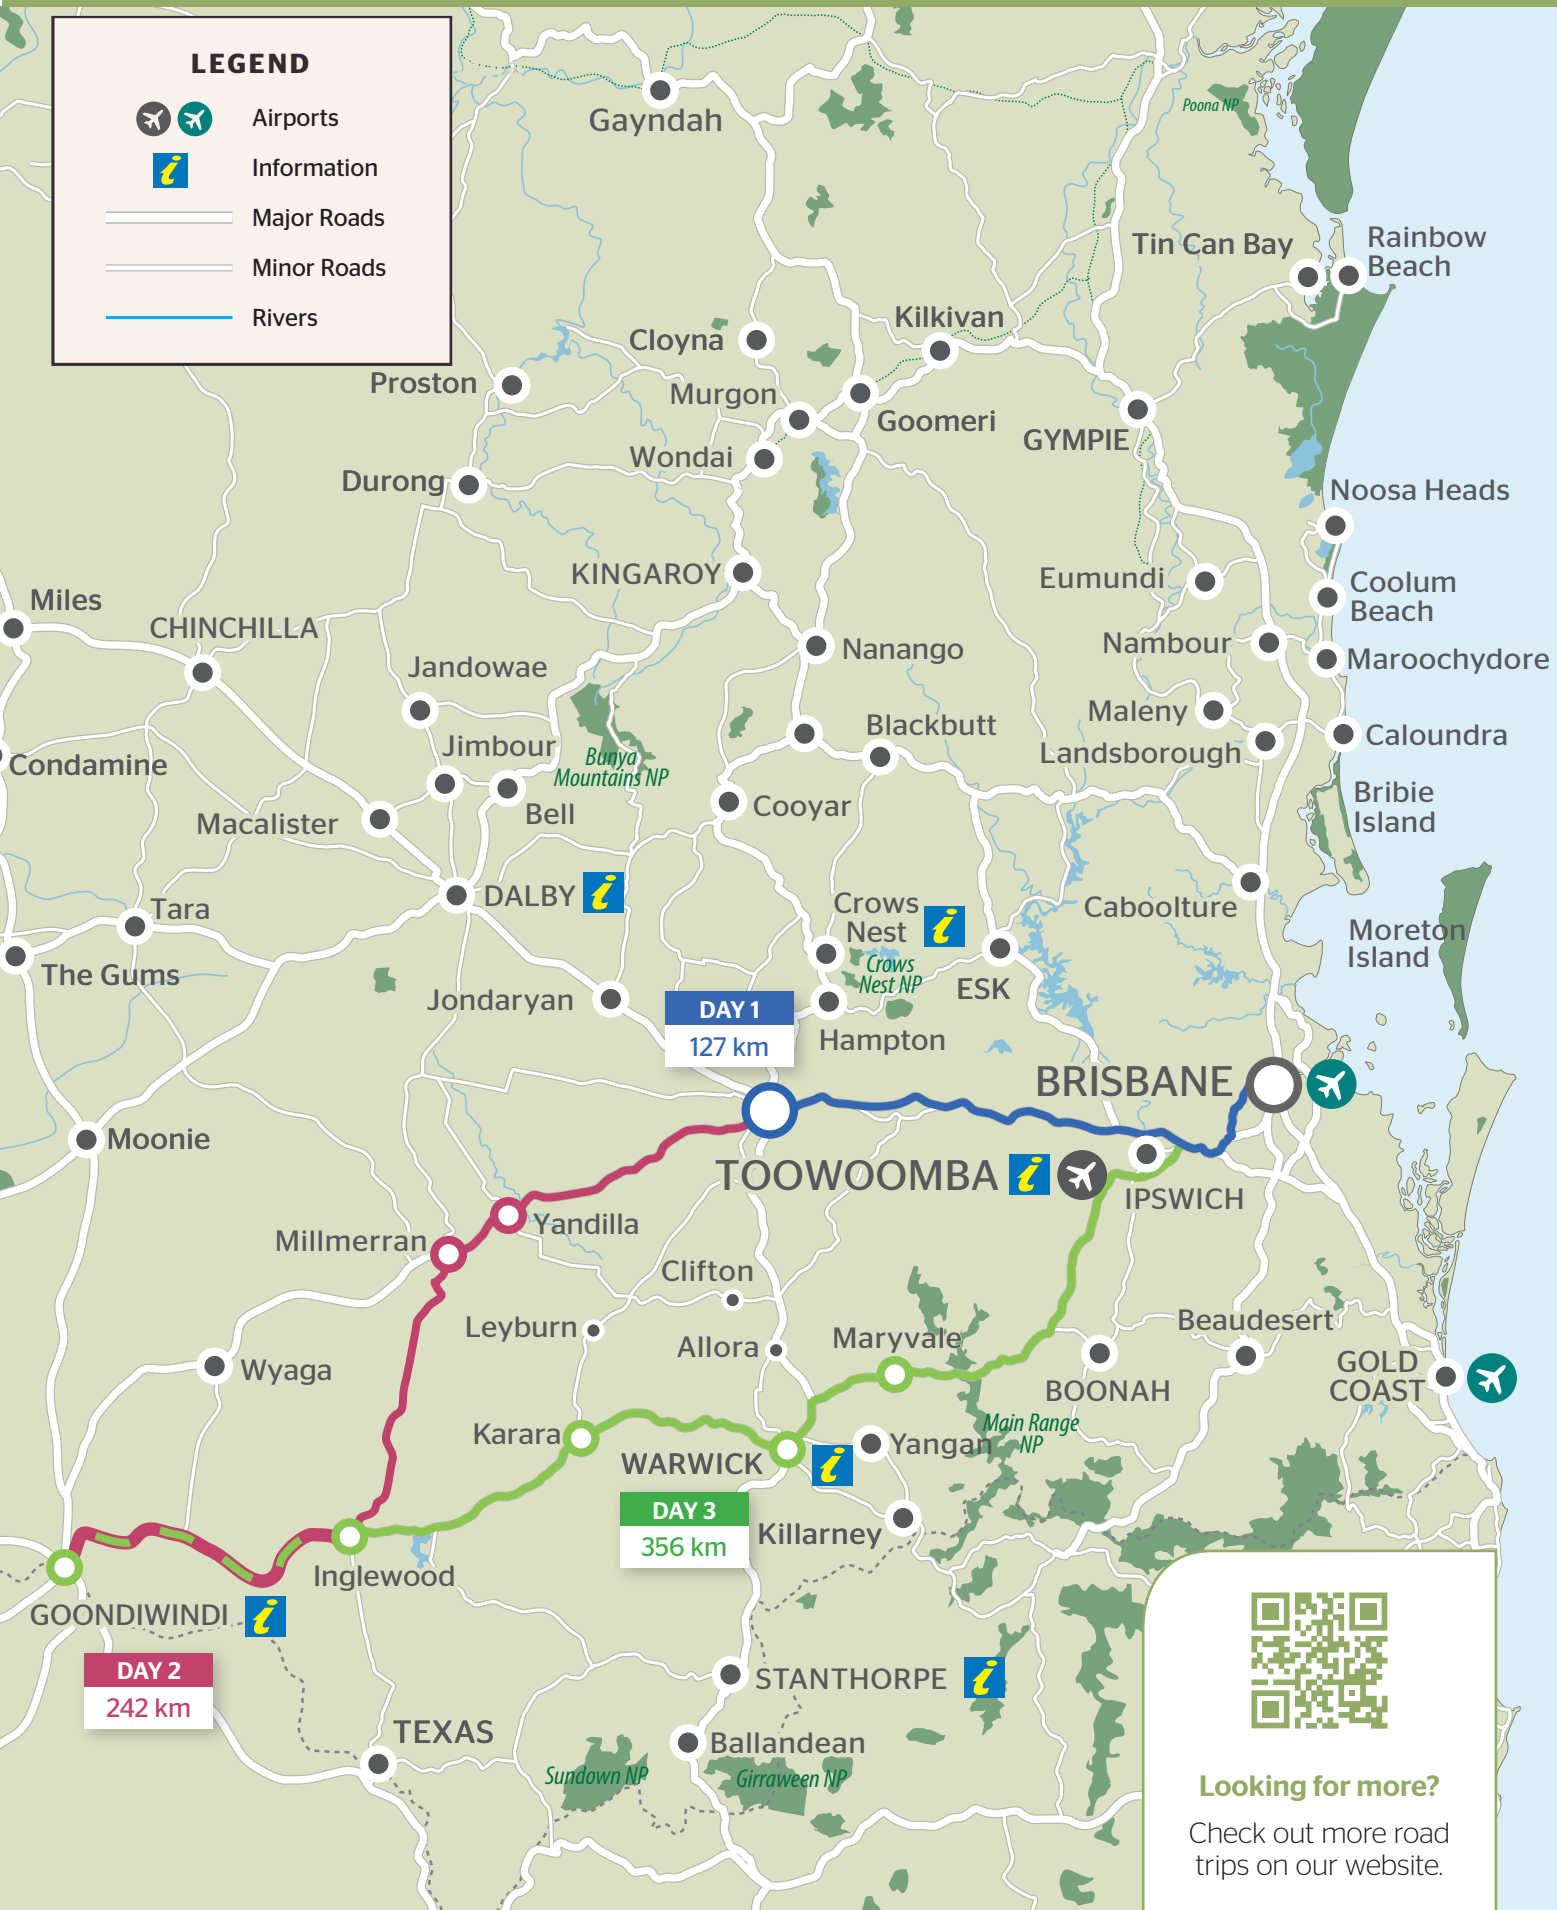 LEGEND
Airports
Information
Major Roads
Minor Roads
Rivers
Gayndah
Poona NP
Tin Can Bay
Rainbow
Beach
Kilkivan
Cloyna
Proston
Murgon
Goomeri
GYMPIE
Wondai
Durong
Noosa Heads
KINGAROY
Eumundi
Coolum
Beach
Miles
CHINCHILLA
Nambour
Nanango
Maroochydore
Jandowae
Maleny
Blackbutt
Landsborough
Caloundra
Jimbour
Bunya
Mountains NP
Condamine
Bribie
Island
Cooyar
Bell
Macalister
DALBY
Crows
Nest
Caboolture
Tara
Moreton
Island
The Gums
Crows
Nest NP
ESK
Jondaryan
DAY 1
127 km
Hampton
BRISBANE
Moonie
TOOWOOMBA
IPSWICH
Yandilla
Millmerran
Clifton
Leyburn
Allora
Maryvale
Beaudesert
Wyaga
GOLD
COAST
BOONAH
Karara
Main Range
NP
Yangan
WARWICK
DAY 3
356 km
Killarney
Inglewood
GOONDIWINDI
DAY 2
242 km
STANTHORPE
TEXAS
Ballandean
Sundown NP
Girraween NP
Looking for more?
Check out more road
trips on our website.